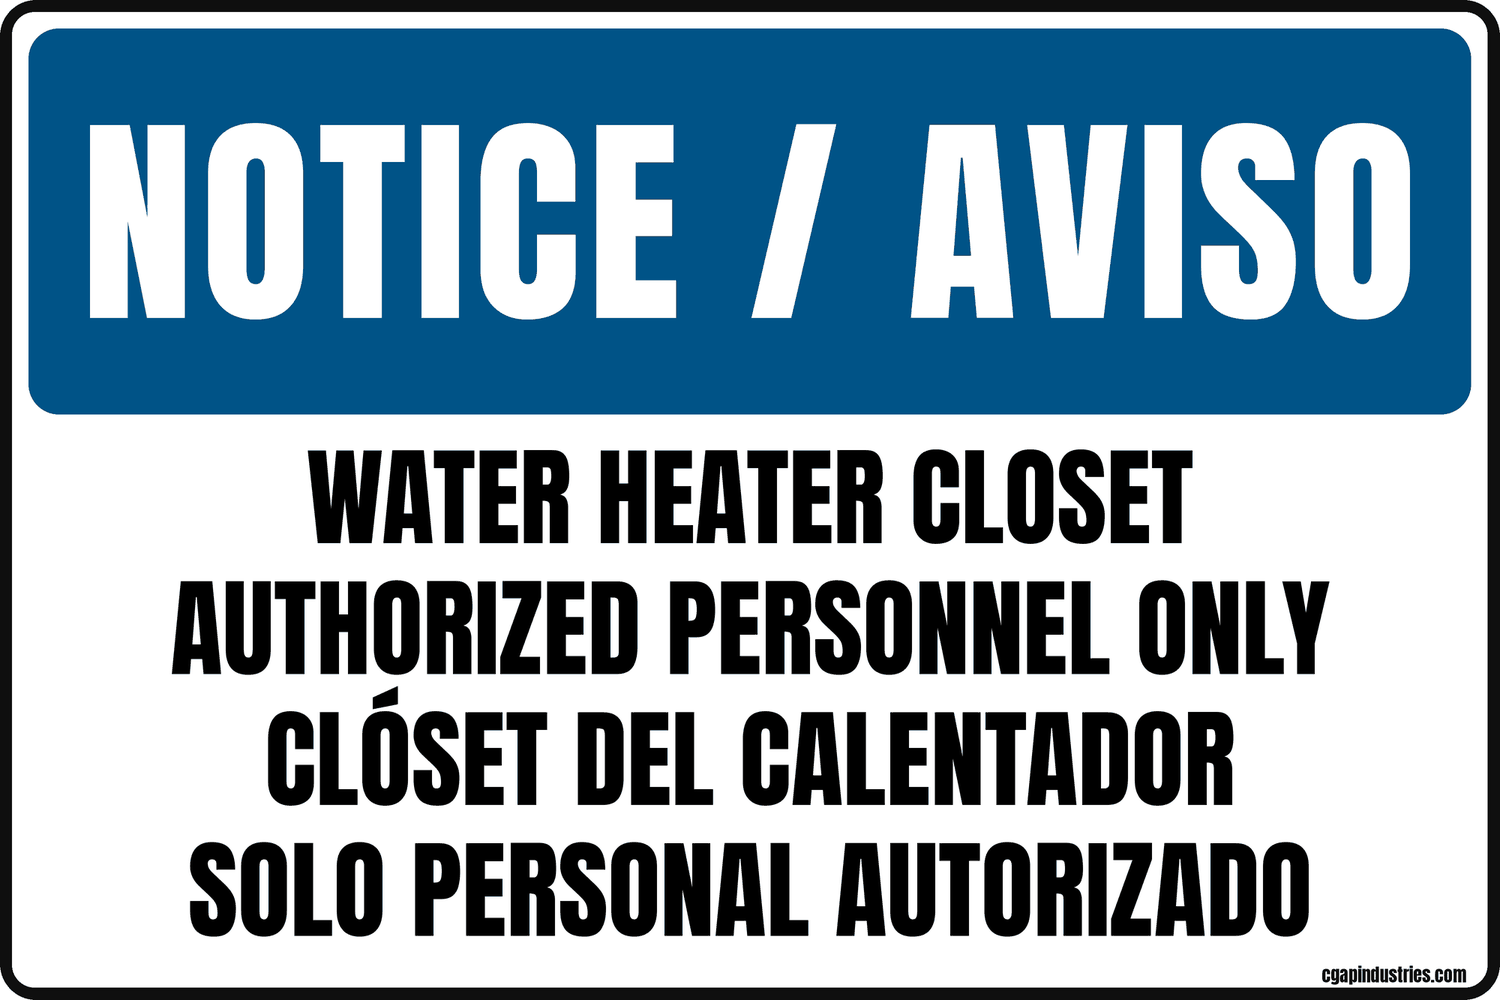 NOTICE / AVISO
WATER HEATER CLOSET
AUTHORIZED PERSONNEL ONLY
CLÓSET DEL CALENTADOR
SOLO PERSONAL AUTORIZADO
cgapindustries.com